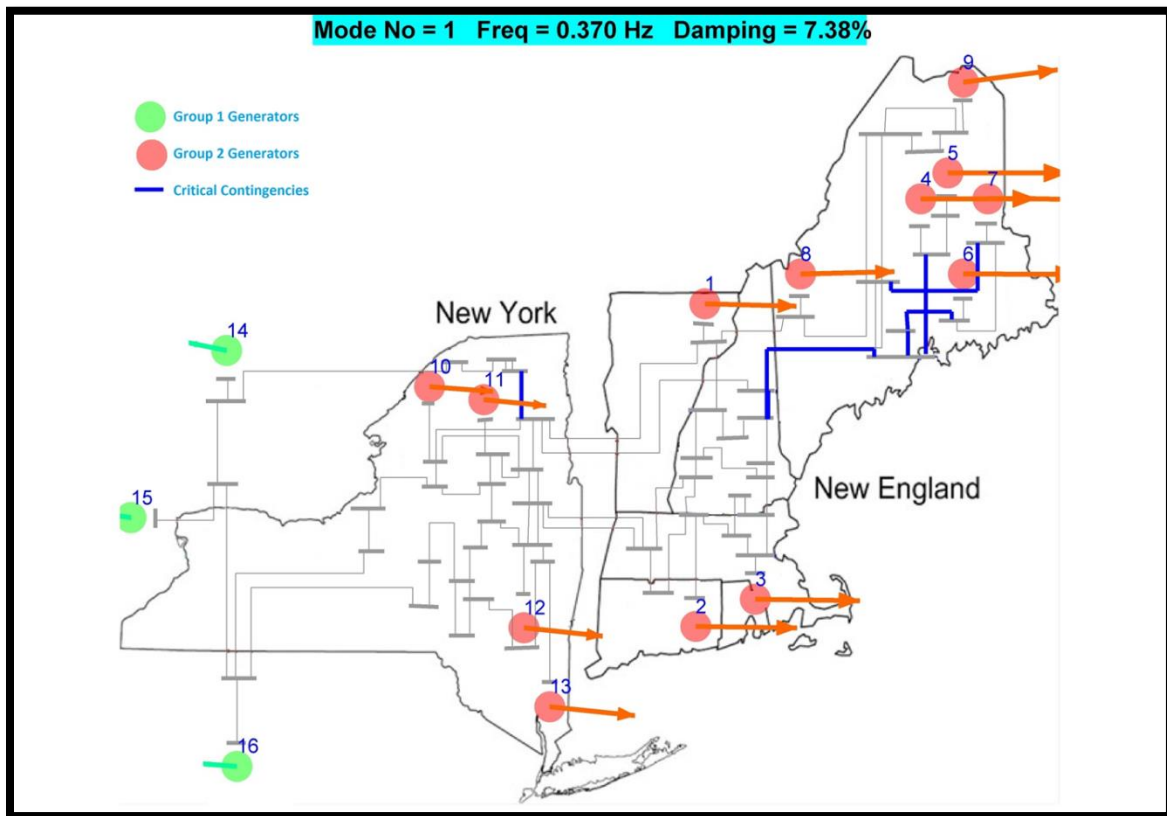 Mode No = 1 Freq = 0.370 Hz Damping = 7.38%
9
Group 1 Generators
Group 2 Generators
Critical Contingencies
5
4 7
8 6
1
New York
14
10 11
15
New England
3
12 2
13
16